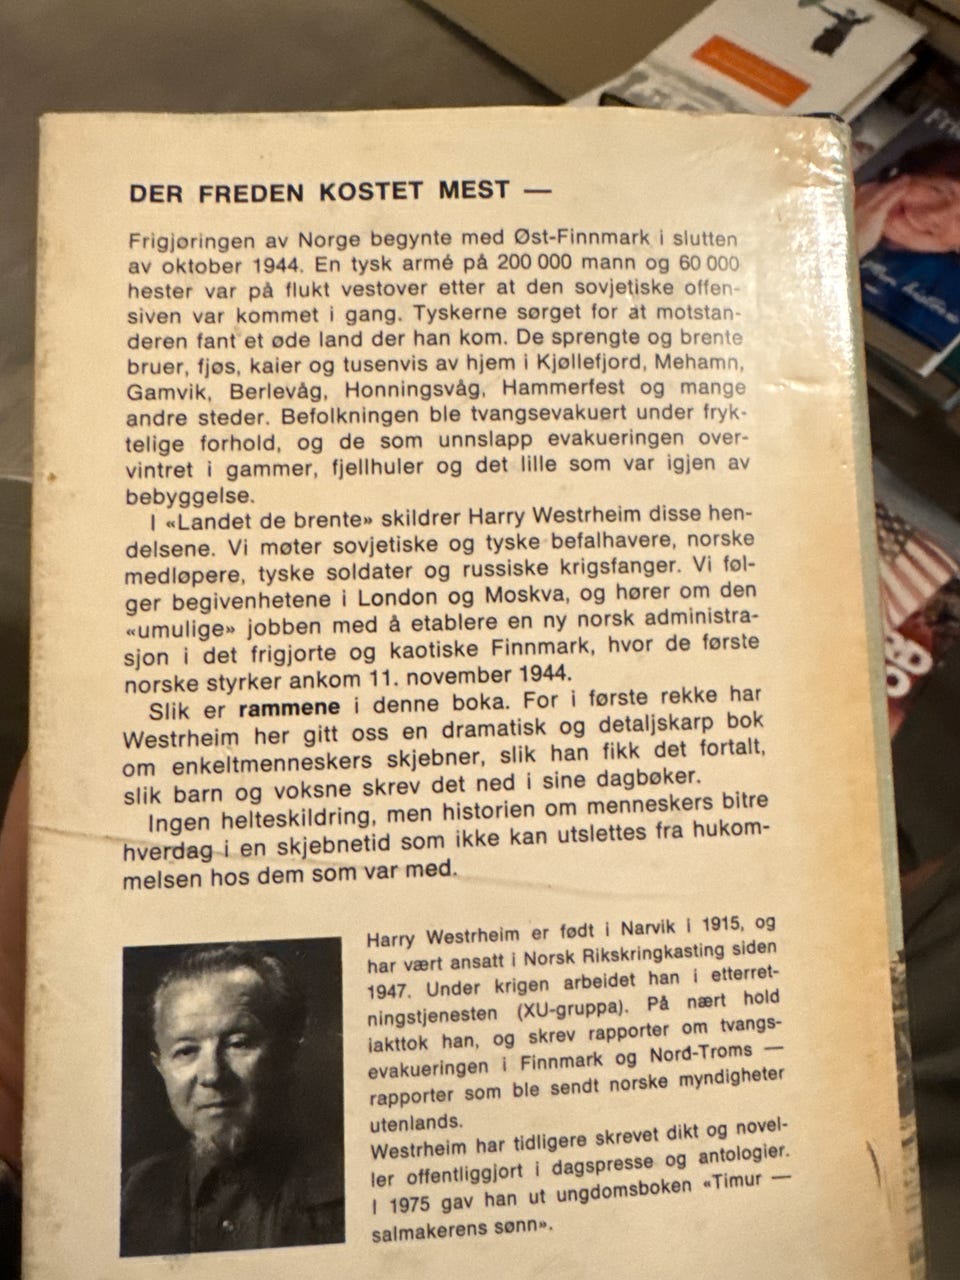 DER FREDEN KOSTET MEST —
Frigjøringen av Norge begynte med Øst-Finnmark i slutten
av oktober 1944. En tysk armé på 200 000 mann og 60 000
hester var på flukt vestover etter at den sovjetiske offen-
siven var kommet i gang. Tyskerne sørget for at motstan-
deren fant et øde land der han kom. De sprengte og brente
bruer, fjøs, kaier og tusenvis av hjem i Kjøllefjord, Mehamn,
Gamvik, Berlevåg, Honningsvåg, Hammerfest og mange
andre steder. Befolkningen ble tvangsevakuert under fryk-
telige forhold, og de som unnslapp evakueringen over-
vintret i gammer, fjellhuler og det lille som var igjen av
bebyggelse.
I «Landet de brente» skildrer Harry Westrheim disse hen-
delsene. Vi møter sovjetiske og tyske befalhavere, norske
medløpere, tyske soldater og russiske krigsfanger. Vi føl-
ger begivenhetene i London og Moskva, og hører om den
«umulige» jobben med å etablere en ny norsk administra-
sjon i det frigjorte og kaotiske Finnmark, hvor de første
norske styrker ankom 11. november 1944.
Slik er rammene i denne boka. For i første rekke har
Westrheim her gitt oss en dramatisk og detaljskarp bok
om enkeltmenneskers skjebner, slik han fikk det fortalt,
slik barn og voksne skrev det ned i sine dagbøker.
Ingen helteskildring, men historien om menneskers bitre
hverdag i en skjebnetid som ikke kan utslettes fra hukom-
melsen hos dem som var med.
Harry Westrheim er født i Narvik i 1915, og
har vært ansatt i Norsk Rikskringkasting siden
1947. Under krigen arbeidet han i etterret-
ningstjenesten (XU-gruppa). På nært hold
iakttok han, og skrev rapporter om tvangs-
evakueringen i Finnmark og Nord-Troms —
rapporter som ble sendt norske myndigheter
utenlands.
Westrheim har tidligere skrevet dikt og novel-
ler offentliggjort i dagspresse og antologier.
I 1975 gav han ut ungdomsboken «Timur —
salmakerens sønn».